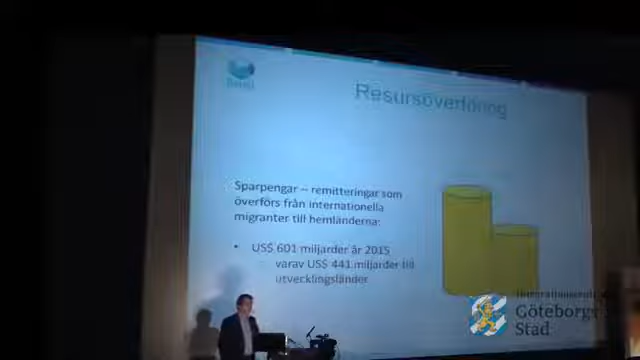 Resursöverföring
Sparpengar – remitteringar som
överförs från internationella
migranter till hemländerna:
• US$ 601 miljarder år 2015
varav US$ 441 miljarder till
utvecklingsländer
Göteborgs
Stad